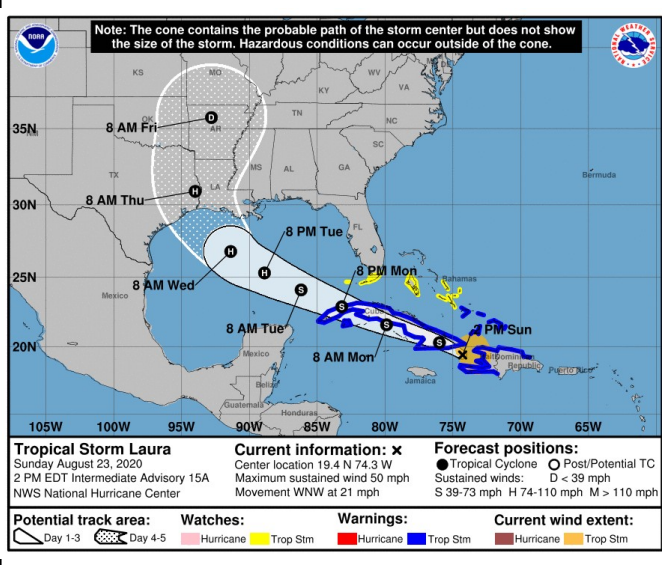 Note: The cone contains the probable path of the storm center but does not show
the size of the storm. Hazardous conditions can occur outside of the cone.
NOAA
NATIONAL WEATHER SERVICE
KS
MO
WV
MD
KY
VA
OK
8 AM Fri
D
AR
TN
NC
35N
SC
TX
8 AM Thu
H
LA
MS
AL
GA
Bermuda
30N
8 PM Tue
FL
H
H
8 PM Mon
Bahamas
25N
8 AM Wed
S
S
Mexico
Cuba
8 AM Tue
S
2 PM Sun
S
20N
8 AM Mon
Mexico
Haiti
Dominican
Republic
Puerto Rico
Jamaica
Belize
Guatemala
Honduras
105W 100W 95W 90W 85W 80W 75W 70W 65W
Tropical Storm Laura
Sunday August 23, 2020
2 PM EDT Intermediate Advisory 15A
NWS National Hurricane Center
Current information: ×
Center location 19.4 N 74.3 W
Maximum sustained wind 50 mph
Movement WNW at 21 mph
Forecast positions:
Tropical Cyclone Post/Potential TC
Sustained winds: D < 39 mph
S 39-73 mph H 74-110 mph M > 110 mph
Potential track area:
Day 1-3 Day 4-5
Watches:
Hurricane Trop Stm
Warnings:
Hurricane Trop Stm
Current wind extent:
Hurricane Trop Stm